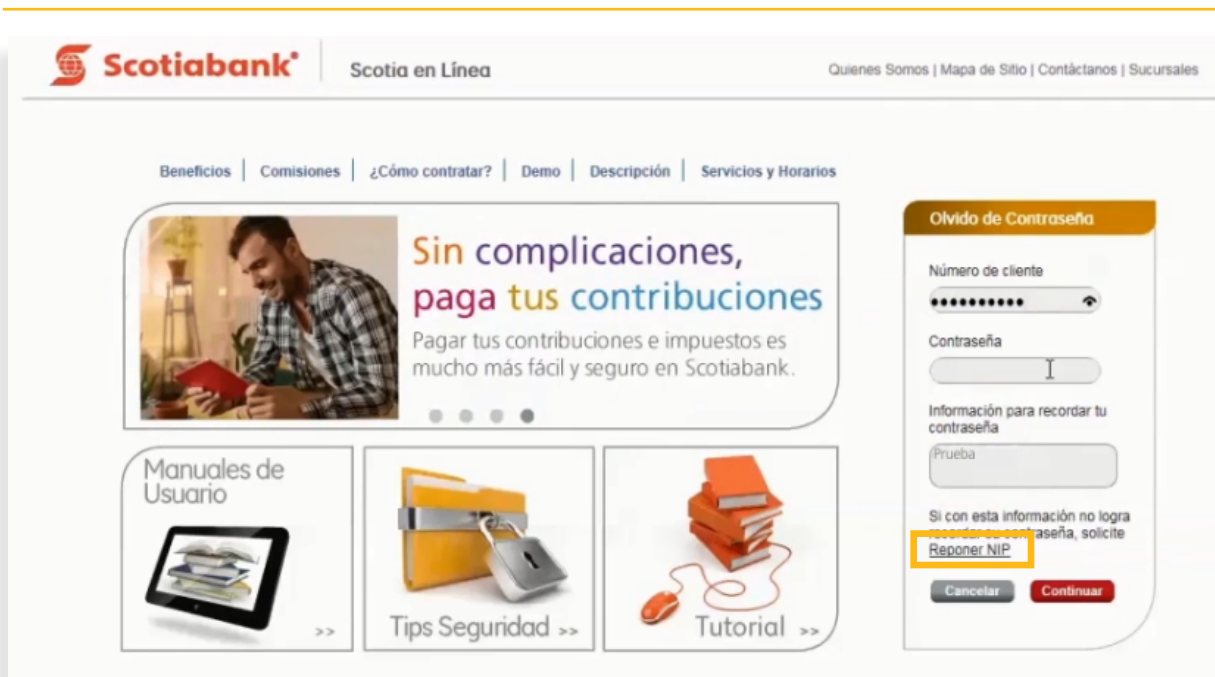 Scotiabank
Scotia en Línea
Quienes Somos | Mapa de Sitio | Contáctanos | Sucursales
Beneficios | Comisiones | ¿Cómo contratar? | Demo | Descripción | Servicios y Horarios
Sin complicaciones,
paga tus contribuciones
Pagar tus contribuciones e impuestos es
mucho más fácil y seguro en Scotiabank.
Manuales de
Usuario
>>
Tips Seguridad >>
Tutorial >>
Olvido de Contraseña
Número de cliente
••••••••••
Contraseña
Información para recordar tu
contraseña
Prueba
Si con esta información no logra
recordar su contraseña, solicite
Reponer NIP
Cancelar
Continuar